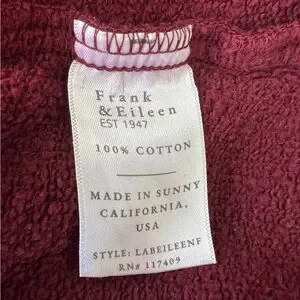 Frank
& Eileen
EST 1947
100% COTTON
MADE IN SUNNY
CALIFORNIA,
USA
STYLE: LABEILEENF
RN# 117409